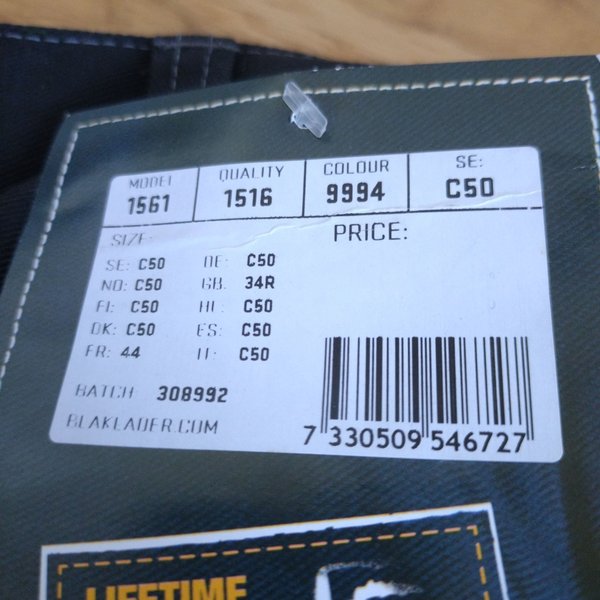 MODEL QUALITY COLOUR SE:
1561 1516 9994 C50
SIZE: PRICE:
SE: C50 DE: C50
NO: C50 GB: 34R
FI: C50 NL: C50
DK: C50 ES: C50
FR: 44 IT: C50
BATCH 308992
BLAKLADER.COM
7 330509 546727
LIFETIME